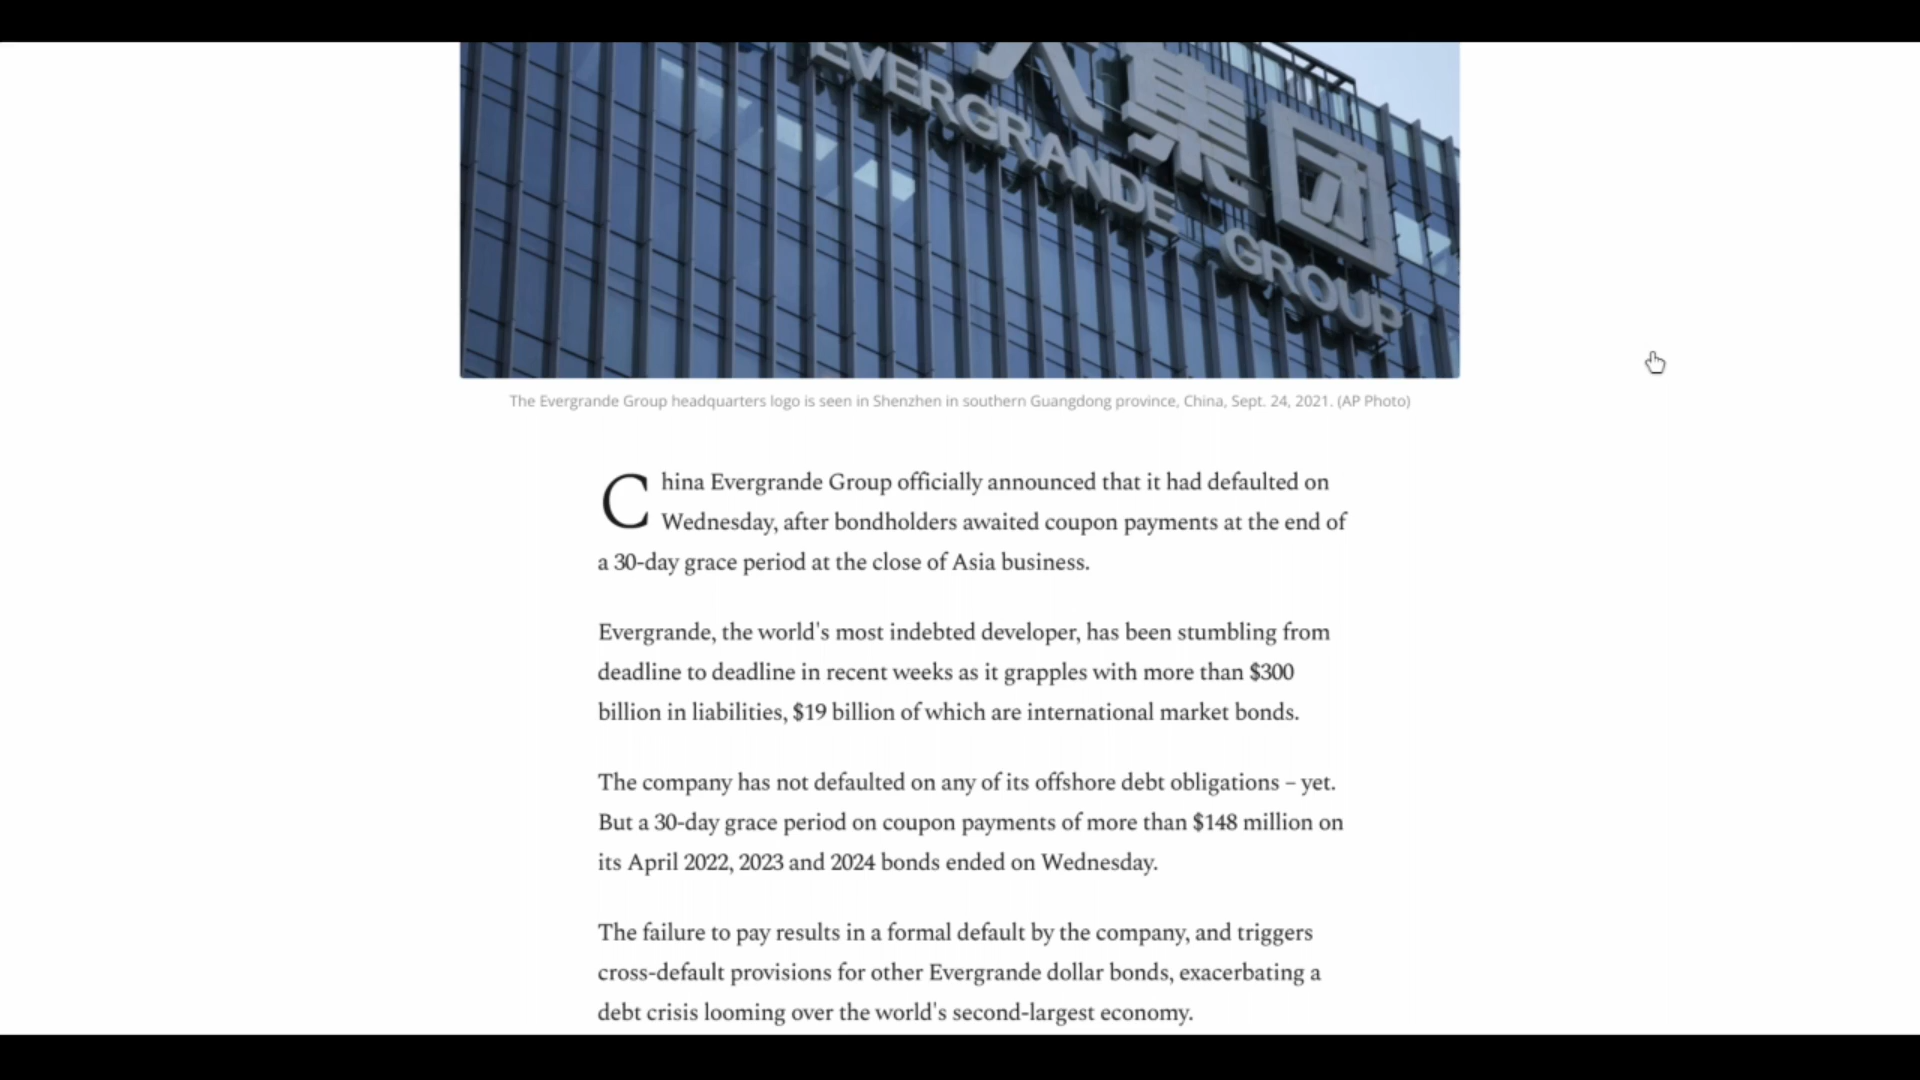 EVERGRANDE GROUP
集团
The Evergrande Group headquarters logo is seen in Shenzhen in southern Guangdong province, China, Sept. 24, 2021. (AP Photo)
China Evergrande Group officially announced that it had defaulted on
Wednesday, after bondholders awaited coupon payments at the end of
a 30-day grace period at the close of Asia business.
Evergrande, the world's most indebted developer, has been stumbling from
deadline to deadline in recent weeks as it grapples with more than $300
billion in liabilities, $19 billion of which are international market bonds.
The company has not defaulted on any of its offshore debt obligations – yet.
But a 30-day grace period on coupon payments of more than $148 million on
its April 2022, 2023 and 2024 bonds ended on Wednesday.
The failure to pay results in a formal default by the company, and triggers
cross-default provisions for other Evergrande dollar bonds, exacerbating a
debt crisis looming over the world's second-largest economy.